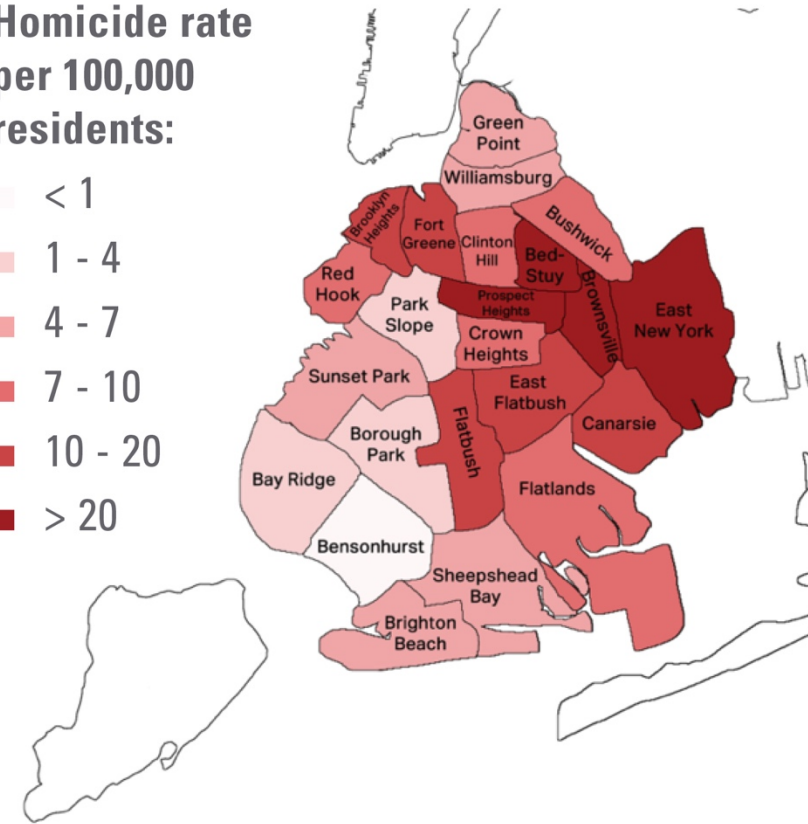 Homicide rate
per 100,000
residents:
< 1
1 - 4
4 - 7
7 - 10
10 - 20
> 20
Green
Point
Williamsburg
Brooklyn
Heights
Fort
Greene
Clinton
Hill
Bed-
Stuy
Bushwick
Red
Hook
Park
Slope
Prospect
Heights
Brownsville
East
New York
Crown
Heights
Sunset Park
East
Flatbush
Flatbush
Canarsie
Borough
Park
Bay Ridge
Flatlands
Bensonhurst
Sheepshead
Bay
Brighton
Beach